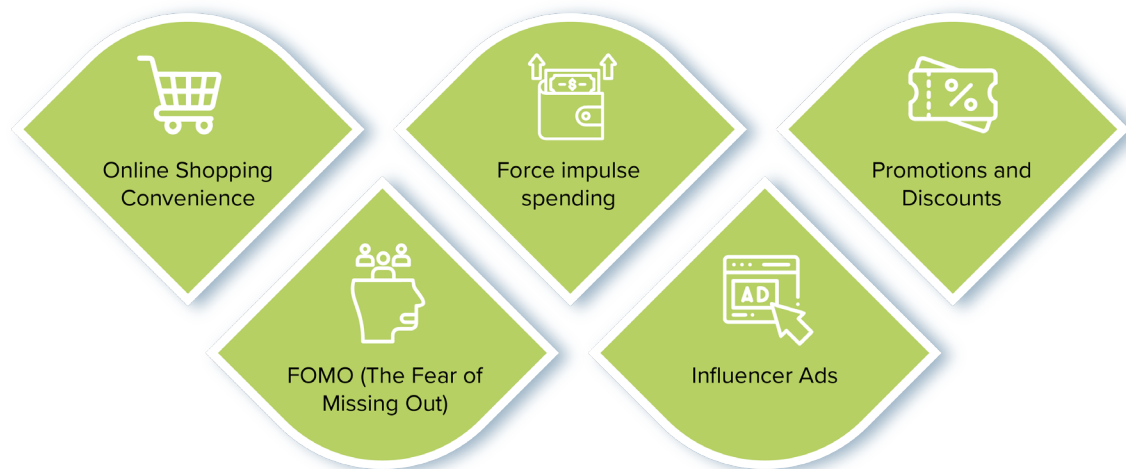 Online Shopping
Convenience
Force impulse
spending
Promotions and
Discounts
FOMO (The Fear of
Missing Out)
AD
Influencer Ads